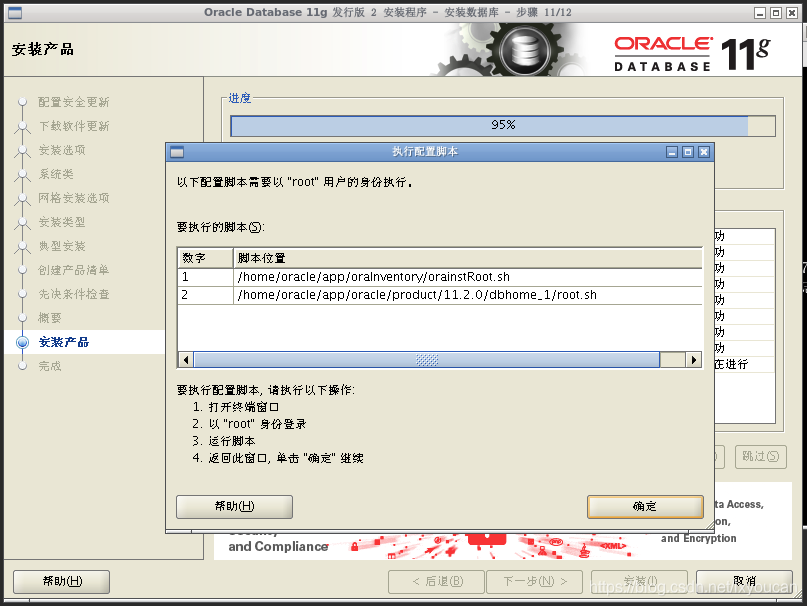 Oracle Database 11g 发行版 2 安装程序 - 安装数据库 - 步骤 11/12
安装产品
ORACLE
DATABASE 11g
配置安全更新
下载软件更新
安装选项
系统类
网格安装选项
安装类型
典型安装
创建产品清单
先决条件检查
概要
安装产品
完成
进度
95%
执行配置脚本
以下配置脚本需要以 "root" 用户的身份执行。
要执行的脚本(S):
数字 脚本位置
1 /home/oracle/app/oraInventory/orainstRoot.sh
2 /home/oracle/app/oracle/product/11.2.0/dbhome_1/root.sh
要执行配置脚本, 请执行以下操作:
1. 打开终端窗口
2. 以 "root" 身份登录
3. 运行脚本
4. 返回此窗口, 单击 "确定" 继续
帮助(H) 确定
功
功
功
功
功
功
功
功
在进行
跳过(S)
ta Access,
on,
and Encryption
and Compliance
XML
帮助(H) < 后退(B) 下一步(N) > 安装(I) 取消
https://blog.csdn.net/fxyoucan